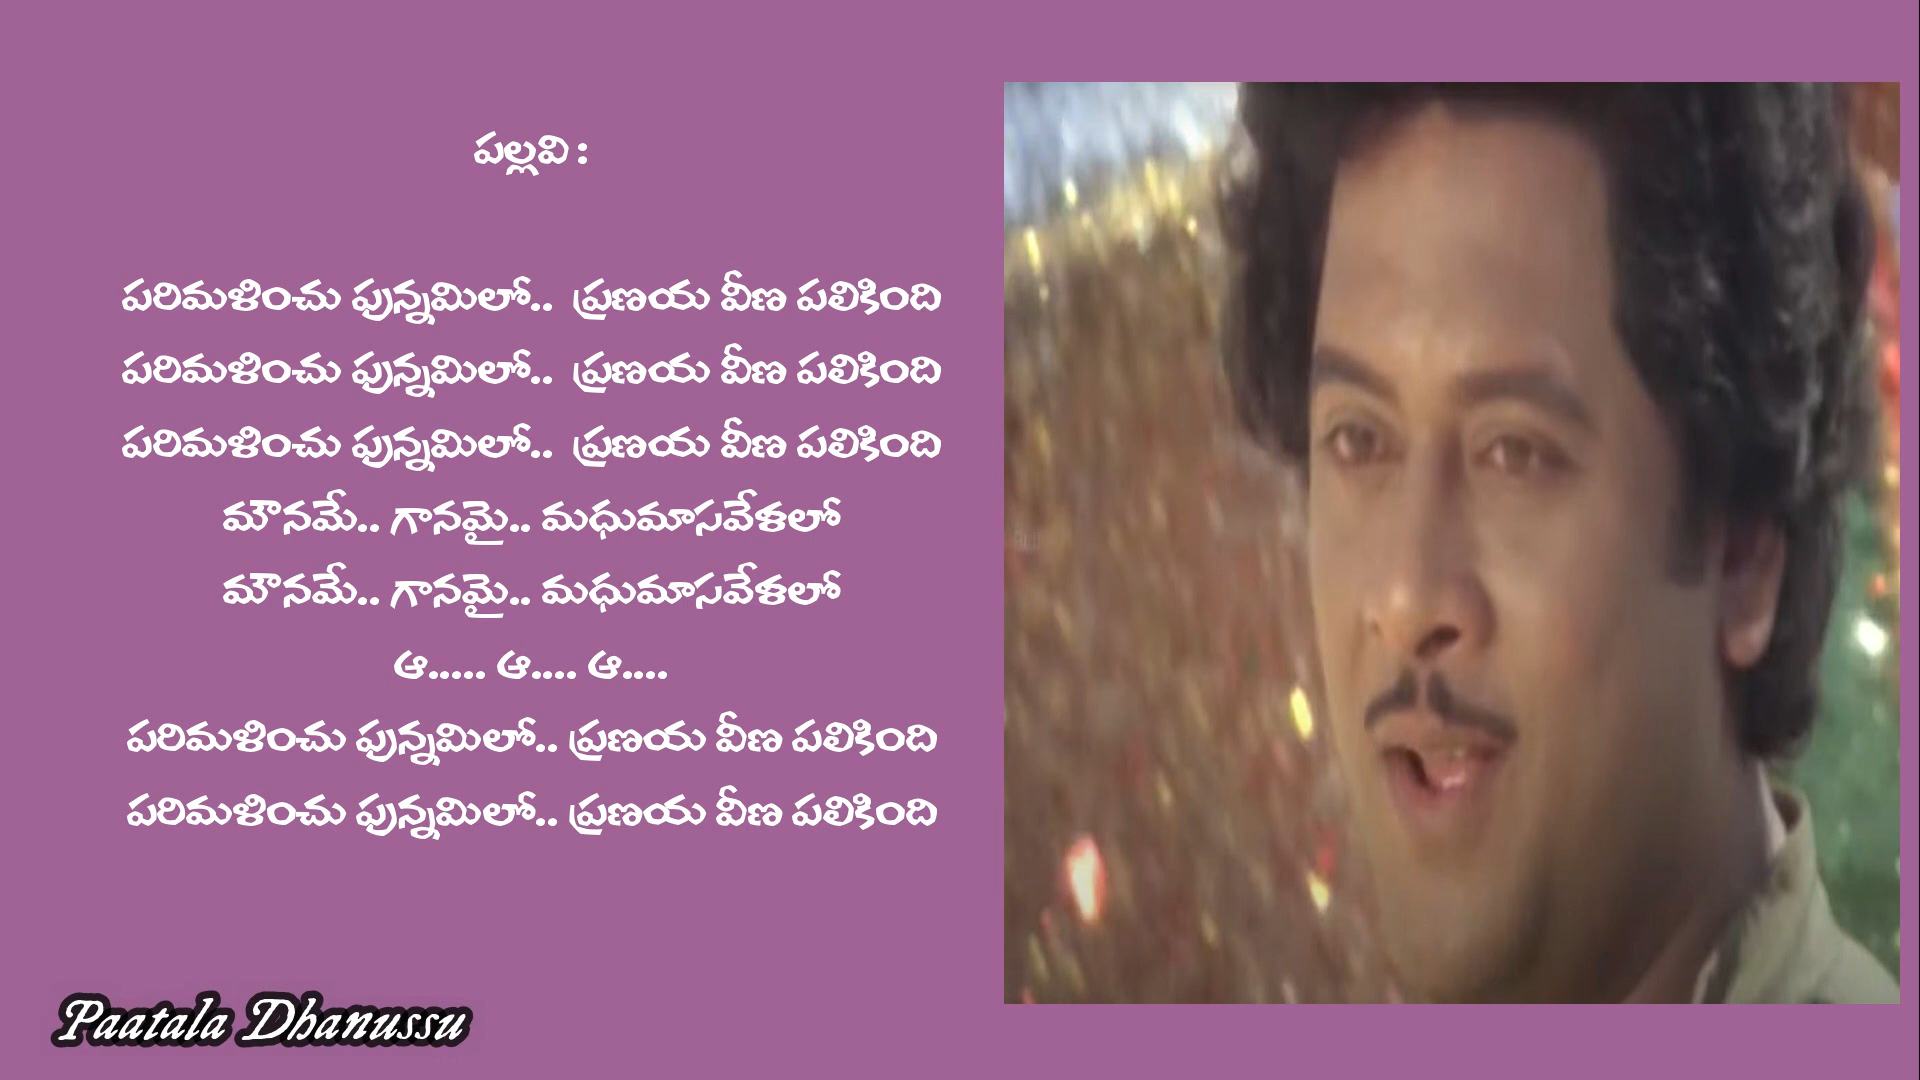 పల్లవి :
పరిమళించు పున్నమిలో..  ప్రణయ వీణ పలికింది
పరిమళించు పున్నమిలో..  ప్రణయ వీణ పలికింది
పరిమళించు పున్నమిలో..  ప్రణయ వీణ పలికింది
మౌనమే.. గానమై.. మధుమాసవేళలో
మౌనమే.. గానమై.. మధుమాసవేళలో
ఆ..... ఆ.... ఆ....
పరిమళించు పున్నమిలో.. ప్రణయ వీణ పలికింది
పరిమళించు పున్నమిలో.. ప్రణయ వీణ పలికింది
Paatala Dhanussu